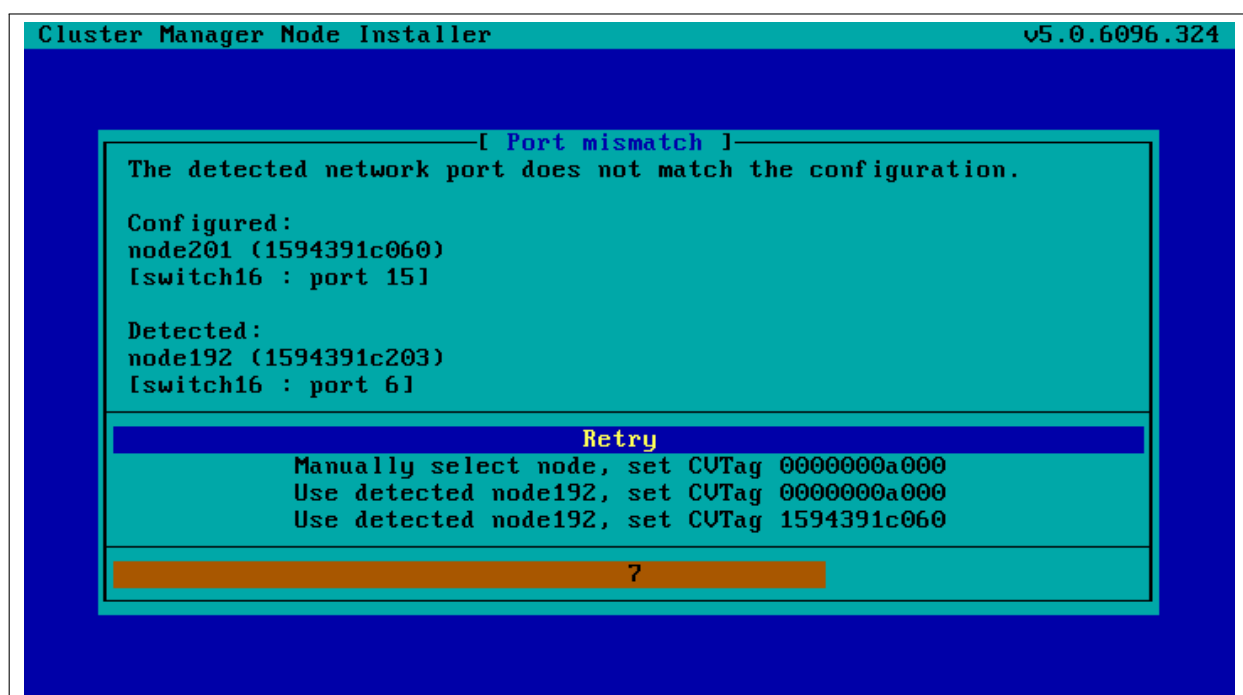 Cluster Manager Node Installer v5.0.6096.324
[ Port mismatch ]
The detected network port does not match the configuration.
Configured:
node201 (1594391c060)
[switch16 : port 15]
Detected:
node192 (1594391c203)
[switch16 : port 6]
Retry
Manually select node, set CVTag 0000000a000
Use detected node192, set CVTag 0000000a000
Use detected node192, set CVTag 1594391c060
7